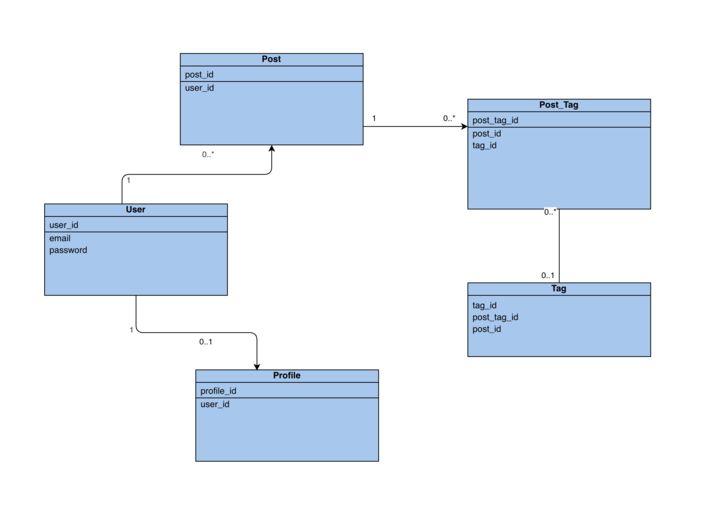 Post
post_id
user_id
1
0..*
Post_Tag
post_tag_id
post_id
tag_id
0..*
1
User
user_id
email
password
0..*
0..1
Tag
tag_id
post_tag_id
post_id
1
0..1
Profile
profile_id
user_id